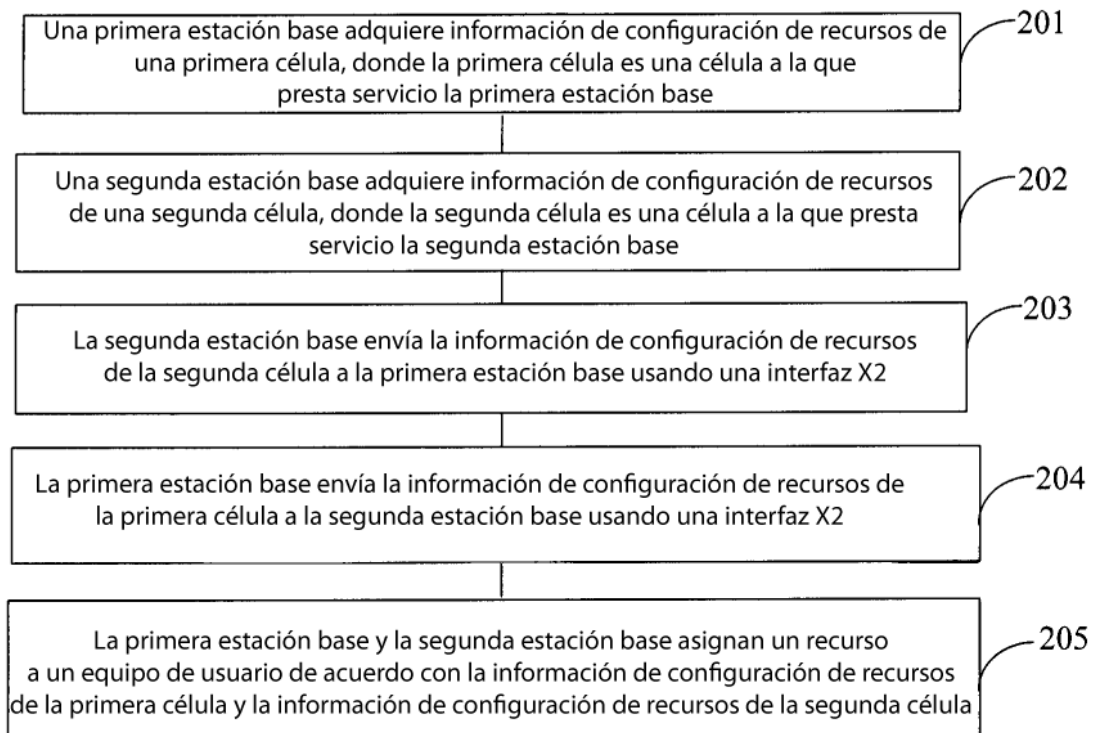 Una primera estación base adquiere información de configuración de recursos de
una primera célula, donde la primera célula es una célula a la que
presta servicio la primera estación base
201
Una segunda estación base adquiere información de configuración de recursos
de una segunda célula, donde la segunda célula es una célula a la que presta
servicio la segunda estación base
202
La segunda estación base envía la información de configuración de recursos
de la segunda célula a la primera estación base usando una interfaz X2
203
La primera estación base envía la información de configuración de recursos de
la primera célula a la segunda estación base usando una interfaz X2
204
La primera estación base y la segunda estación base asignan un recurso
a un equipo de usuario de acuerdo con la información de configuración de recursos
de la primera célula y la información de configuración de recursos de la segunda célula
205